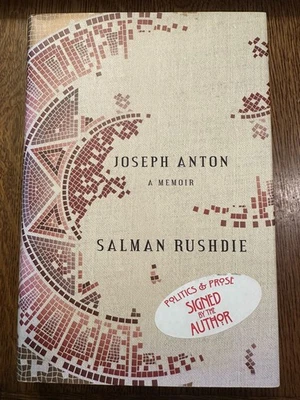 JOSEPH ANTON
A MEMOIR
SALMAN RUSHDIE
POLITICS & PROSE
SIGNED
BY THE
AUTHOR